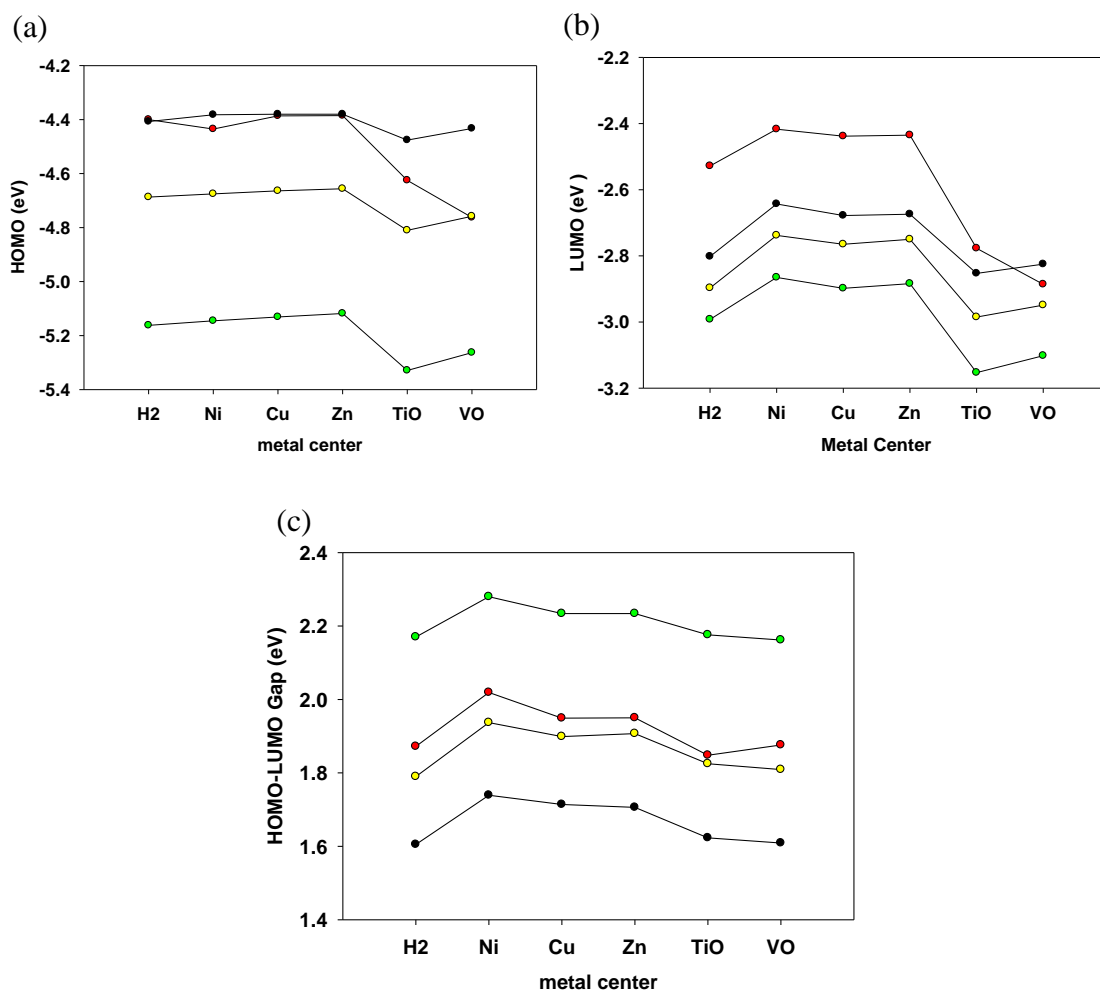 (a)
-4.2
-4.4
-4.6
-4.8
-5.0
-5.2
-5.4
HOMO (eV)
H2 Ni Cu Zn TiO VO
metal center
(b)
-2.2
-2.4
-2.6
-2.8
-3.0
-3.2
LUMO (eV )
H2 Ni Cu Zn TiO VO
Metal Center
(c)
2.4
2.2
2.0
1.8
1.6
1.4
HOMO-LUMO Gap (eV)
H2 Ni Cu Zn TiO VO
metal center